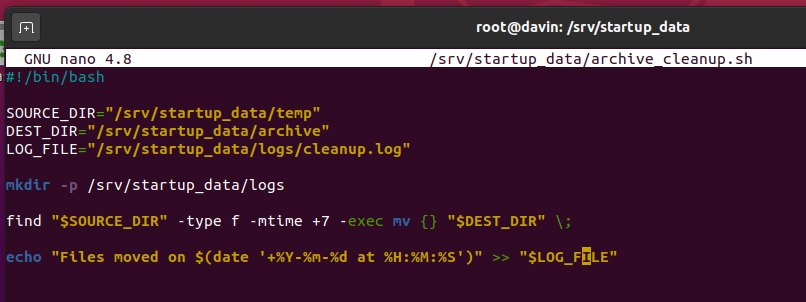 root@davin: /srv/startup_data
GNU nano 4.8 /srv/startup_data/archive_cleanup.sh
#!/bin/bash
SOURCE_DIR="/srv/startup_data/temp"
DEST_DIR="/srv/startup_data/archive"
LOG_FILE="/srv/startup_data/logs/cleanup.log"
mkdir -p /srv/startup_data/logs
find "$SOURCE_DIR" -type f -mtime +7 -exec mv {} "$DEST_DIR" \;
echo "Files moved on $(date '+%Y-%m-%d at %H:%M:%S')" >> "$LOG_FILE"